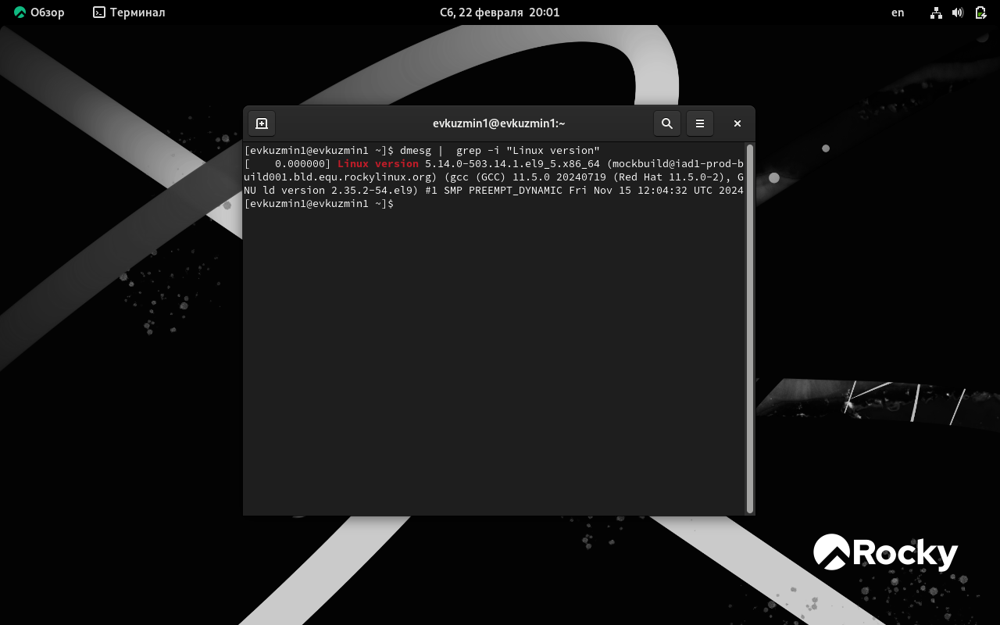 Обзор Терминал Сб, 22 февраля 20:01 en
evkuzmin1@evkuzmin1:~
[evkuzmin1@evkuzmin1 ~]$ dmesg |  grep -i "Linux version"
[    0.000000] Linux version 5.14.0-503.14.1.el9_5.x86_64 (mockbuild@iad1-prod-b
uild001.bld.equ.rockylinux.org) (gcc (GCC) 11.5.0 20240719 (Red Hat 11.5.0-2), G
NU ld version 2.35.2-54.el9) #1 SMP PREEMPT_DYNAMIC Fri Nov 15 12:04:32 UTC 2024
[evkuzmin1@evkuzmin1 ~]$
Rocky